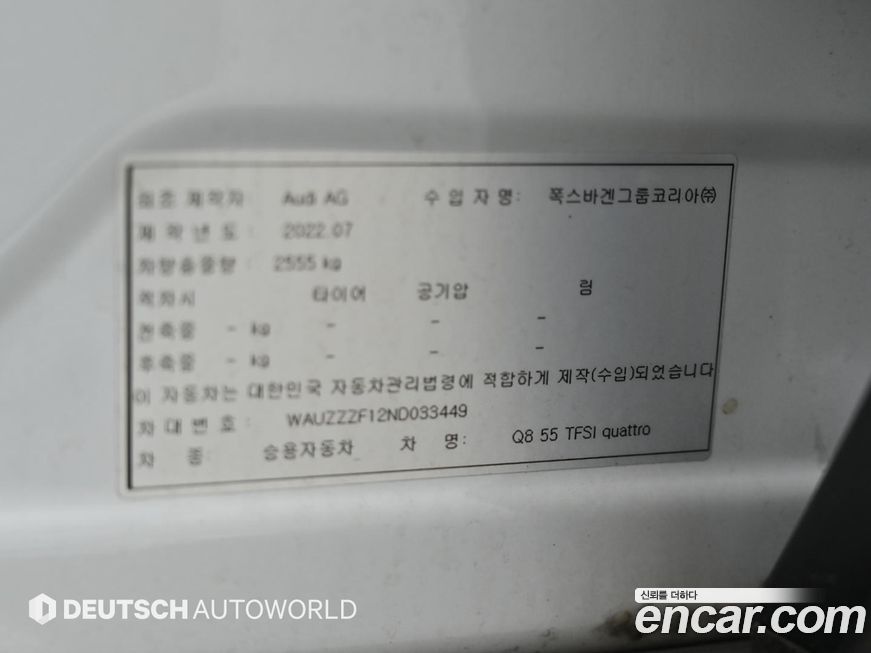 최종 제작자: Audi AG 수 입 자 명: 폭스바겐그룹코리아㈜
제 작 년 도 : 2022.07
차량총중량 : 2555 kg
적차시 타이어 공기압 림
전축중 - kg - - -
후축중 - kg - - -
이 자동차는 대한민국 자동차관리법령에 적합하게 제작(수입)되었습니다
차 대 번 호 : WAUZZZF12ND033449
차 종: 승용자동차 차 명: Q8 55 TFSI quattro
DEUTSCH AUTOWORLD
신뢰를 더하다
encar.com